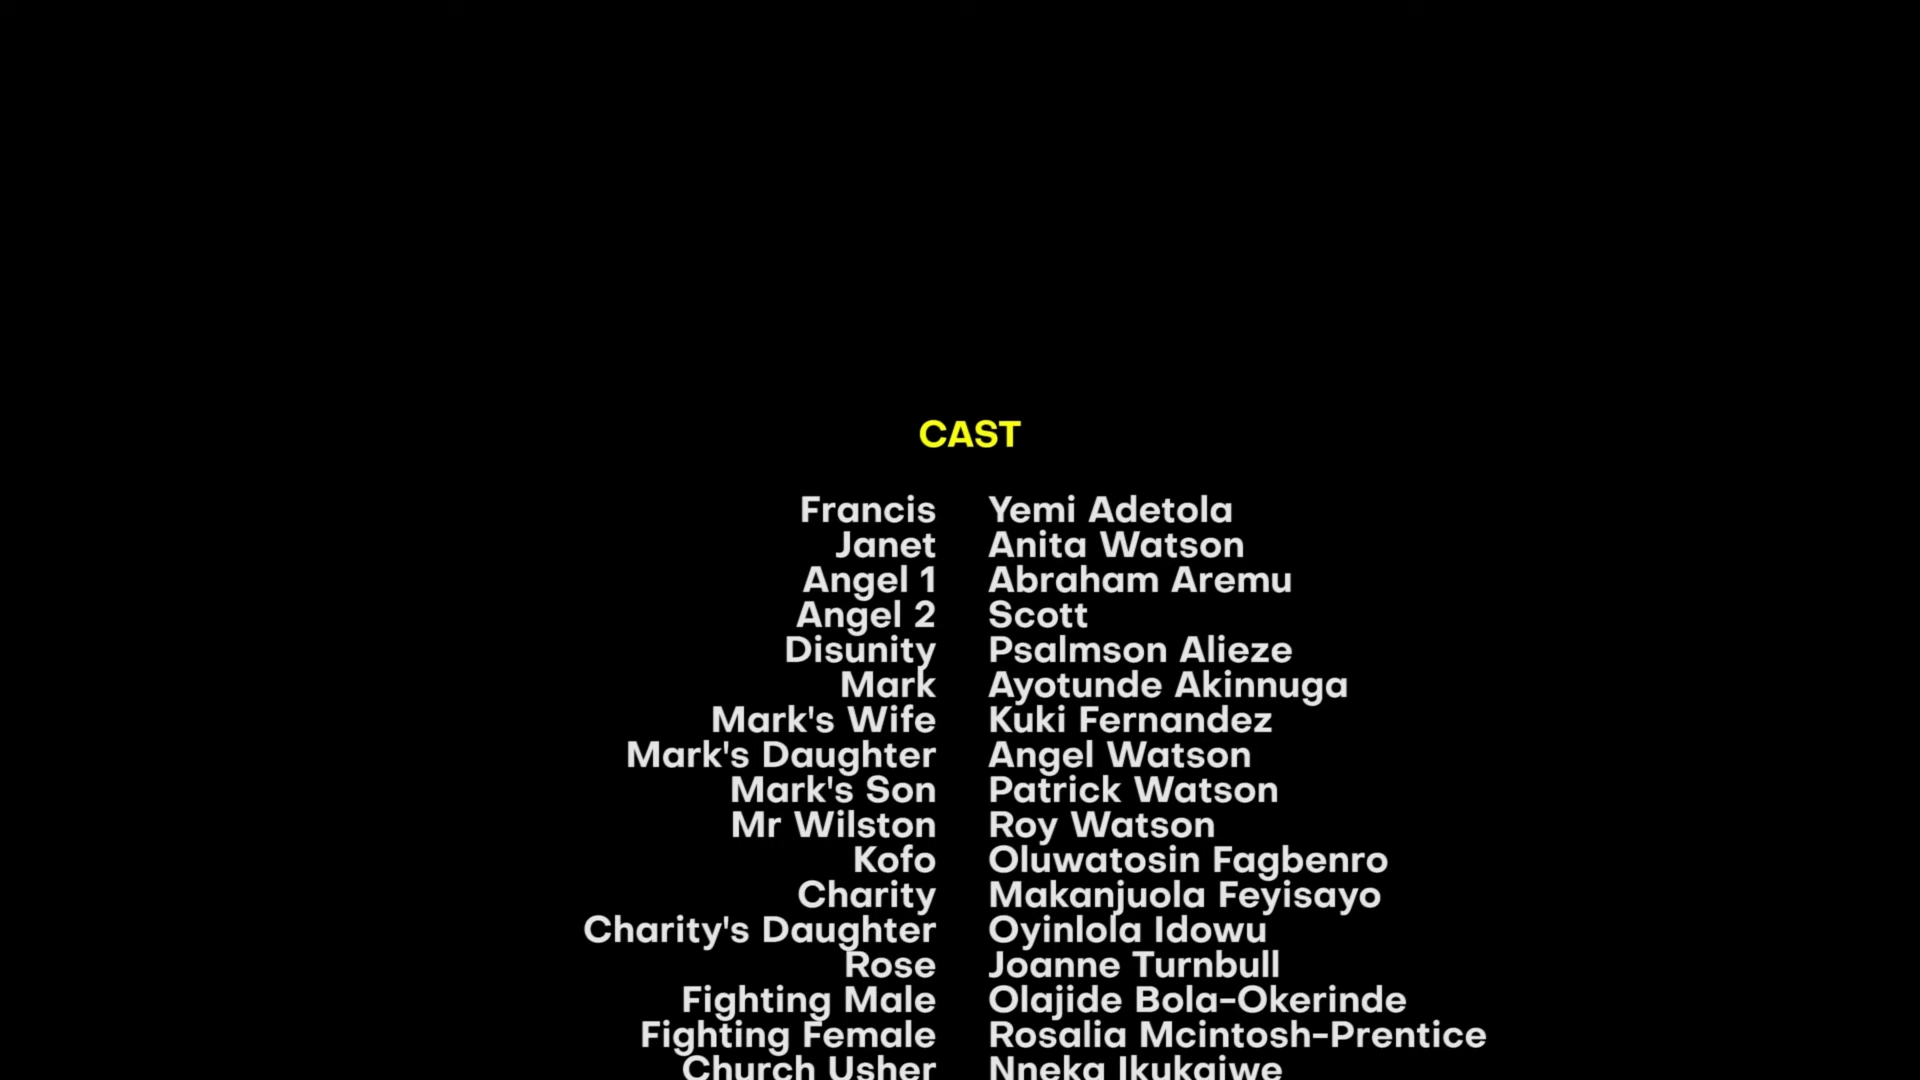 CAST
Francis Yemi Adetola
Janet Anita Watson
Angel 1 Abraham Aremu
Angel 2 Scott
Disunity Psalmson Alieze
Mark Ayotunde Akinnuga
Mark's Wife Kuki Fernandez
Mark's Daughter Angel Watson
Mark's Son Patrick Watson
Mr Wilston Roy Watson
Kofo Oluwatosin Fagbenro
Charity Makanjuola Feyisayo
Charity's Daughter Oyinlola Idowu
Rose Joanne Turnbull
Fighting Male Olajide Bola-Okerinde
Fighting Female Rosalia Mcintosh-Prentice
Church Usher Nneka